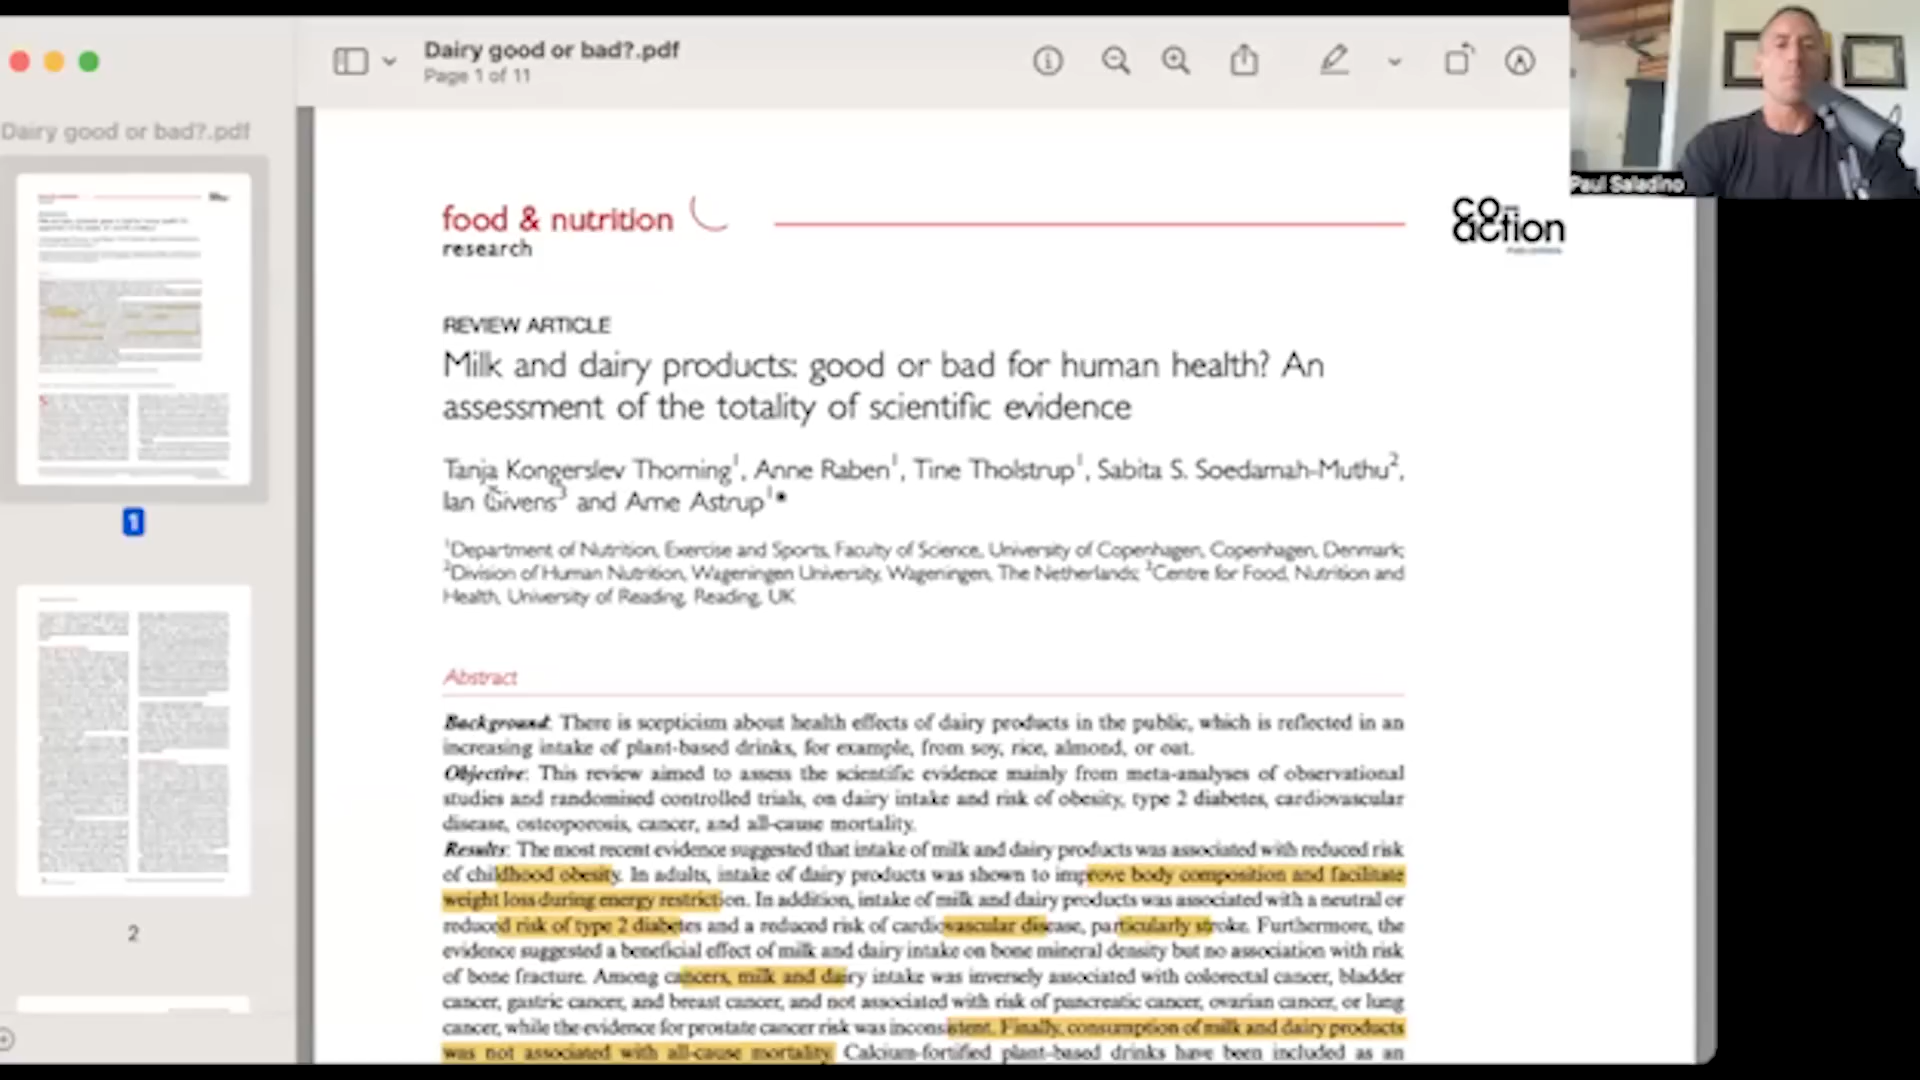 Dairy good or bad?.pdf
Page 1 of 11
Paul Saladino
Dairy good or bad?.pdf
1
2
food & nutrition
research
co
action
REVIEW ARTICLE
Milk and dairy products: good or bad for human health? An
assessment of the totality of scientific evidence
Tanja Kongerslev Thorning1, Anne Raben1, Tine Tholstrup1, Sabita S. Soedamah-Muthu2,
Ian Givens3 and Arne Astrup1*
1Department of Nutrition, Exercise and Sports, Faculty of Science, University of Copenhagen, Copenhagen, Denmark;
2Division of Human Nutrition, Wageningen University, Wageningen, The Netherlands; 3Centre for Food, Nutrition and
Health, University of Reading, Reading, UK
Abstract
Background: There is scepticism about health effects of dairy products in the public, which is reflected in an
increasing intake of plant-based drinks, for example, from soy, rice, almond, or oat.
Objective: This review aimed to assess the scientific evidence mainly from meta-analyses of observational
studies and randomised controlled trials, on dairy intake and risk of obesity, type 2 diabetes, cardiovascular
disease, osteoporosis, cancer, and all-cause mortality.
Results: The most recent evidence suggested that intake of milk and dairy products was associated with reduced risk
of childhood obesity. In adults, intake of dairy products was shown to improve body composition and facilitate
weight loss during energy restriction. In addition, intake of milk and dairy products was associated with a neutral or
reduced risk of type 2 diabetes and a reduced risk of cardiovascular disease, particularly stroke. Furthermore, the
evidence suggested a beneficial effect of milk and dairy intake on bone mineral density but no association with risk
of bone fracture. Among cancers, milk and dairy intake was inversely associated with colorectal cancer, bladder
cancer, gastric cancer, and breast cancer, and not associated with risk of pancreatic cancer, ovarian cancer, or lung
cancer, while the evidence for prostate cancer risk was inconsistent. Finally, consumption of milk and dairy products
was not associated with all-cause mortality. Calcium-fortified plant-based drinks have been included as an